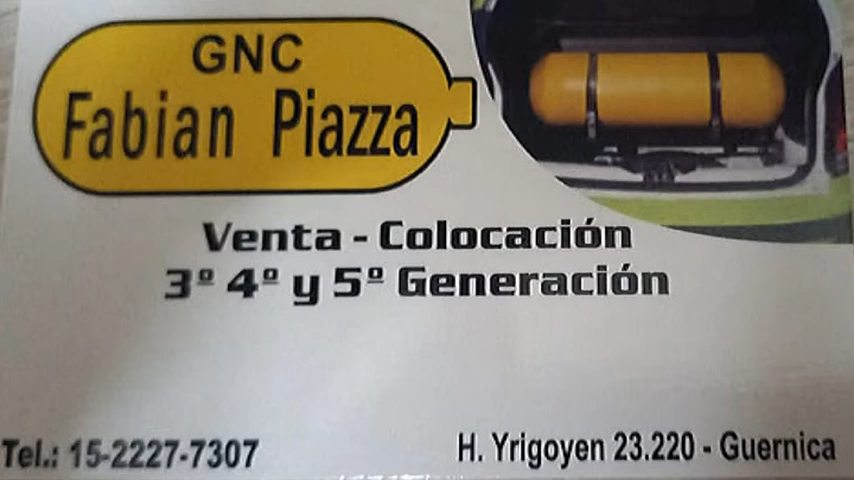 GNC
Fabian Piazza
Venta - Colocación
3º 4º y 5º Generación
Tel.: 15-2227-7307
H. Yrigoyen 23.220 - Guernica